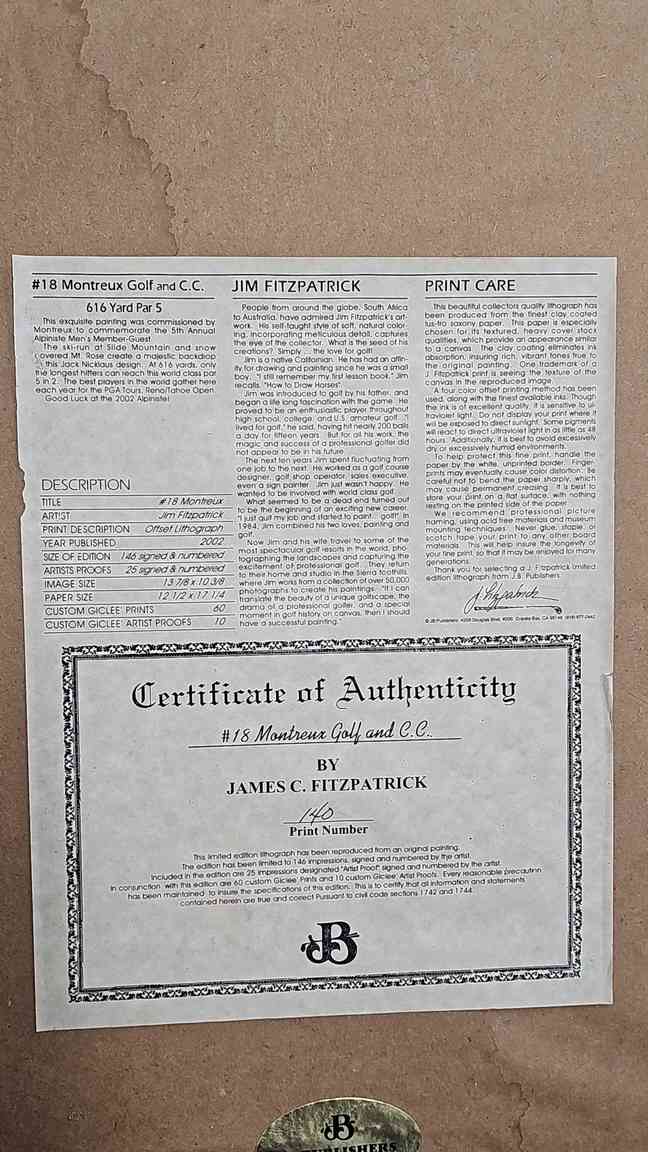 #18 Montreux Golf and C.C.
616 Yard Par 5
This exquisite painting was commissioned by
Montreux to commemorate the 5th Annual
Alpiniste Men's Member-Guest
The ski-run at Slide Mountain and snow
covered Mt. Rose create a majestic backdrop
this Jack Nicklaus design. At 616 yards, only
the longest hitters can reach this world class par
5 in 2. The best players in the world gather here
each year for the PGA Tours, Reno/Tahoe Open.
Good Luck at the 2002 Alpiniste!
DESCRIPTION
TITLE #18 Montreux
ARTIST Jim Fitzpatrick
PRINT DESCRIPTION Offset Lithograph
YEAR PUBLISHED 2002
SIZE OF EDITION 146 signed & numbered
ARTISTS PROOFS 25 signed & numbered
IMAGE SIZE 13 7/8 x 10 3/8
PAPER SIZE 12 1/2 x 17 1/4
CUSTOM GICLEE' PRINTS 60
CUSTOM GICLEE' ARTIST PROOFS 10
JIM FITZPATRICK
People from around the globe, South Africa
to Australia, have admired Jim Fitzpatrick's art-
work. His self-taught style of soft, natural color-
ing, incorporating meticulous detail, captures
the eye of the collector. What is the seed of his
creations? Simply ... the love for golf!
Jim is a native Californian. He has had an affin-
ity for drawing and painting since he was a small
boy. "I still remember my first lesson book," Jim
recalls. "How to Draw Horses".
Jim was introduced to golf by his father, and
began a life long fascination with the game. He
proved to be an enthusiastic player throughout
high school, college, and U.S. amateur golf. "I
lived for golf," he said, having hit nearly 200 balls
a day for fifteen years. But for all his work, the
magic and success of a professional golfer did
not appear to be in his future.
The next ten years Jim spent fluctuating from
one job to the next. He worked as a golf course
designer, golf shop operator, sales executive,
even a sign painter. Jim just wasn't happy. He
wanted to be involved with world class golf.
What seemed to be a dead end turned out
to be the beginning of an exciting new career.
"I just quit my job and started to paint... golf!". In
1984, Jim combined his two loves, painting and
golf.
Now Jim and his wife travel to some of the
most spectacular golf resorts in the world, pho-
tographing the landscapes and capturing the
excitement of professional golf. They return
to their home and studio in the Sierra foothills,
where Jim works from a collection of over 50,000
photographs to create his paintings. "If I can
translate the beauty of a unique golfscape, the
drama of a professional golfer, and a special
moment in golf history on canvas, then I should
have a successful painting."
PRINT CARE
This beautiful collectors quality lithograph has
been produced from the finest clay coated
lus-tro saxony paper. This paper is especially
chosen for its textured, heavy cover stock
qualities, which provide an appearance similar
to a canvas. The clay coating eliminates ink
absorption, insuring rich, vibrant tones true to
the original painting. One trademark of a
J. Fitzpatrick print is seeing the texture of the
canvas in the reproduced image.
A four color offset printing method has been
used, along with the finest available inks. Though
the ink is of excellent quality, it is sensitive to ul-
traviolet light. Do not display your print where it
will be exposed to direct sunlight. Some pigments
will react to direct ultraviolet light in as little as 48
hours. Additionally, it is best to avoid excessively
dry or excessively humid environments.
To help protect this fine print, handle the
paper by the white, unprinted border. Finger-
prints may eventually cause color distortion. Be
careful not to bend the paper sharply, which
may cause permanent creasing. It is best to
store your print on a flat surface, with nothing
resting on the printed side of the paper.
We recommend professional picture
framing, using acid free materials and museum
mounting techniques. Never glue, staple, or
scotch tape your print to any other board
materials. This will help insure the longevity of
your fine print, so that it may be enjoyed for many
generations.
Thank you for selecting a J. Fitzpatrick limited
edition lithograph from J.B. Publishers.
J. Fitzpatrick
Certificate of Authenticity
#18 Montreux Golf and C.C.
BY
JAMES C. FITZPATRICK
140
Print Number
This limited edition lithograph has been reproduced from an original painting.
The edition has been limited to 146 impressions, signed and numbered by the artist.
Included in the edition are 25 impressions designated "Artist Proof," signed and numbered by the artist.
In conjunction, with this edition are 60 custom Giclee' Prints and 10 custom Giclee' Artist Proofs. Every reasonable precaution
has been maintained to insure the specifications of this edition. This is to certify that all information and statements
contained herein are true and correct Pursuant to civil code sections 1742 and 1744.
JB
JB
PUBLISHERS